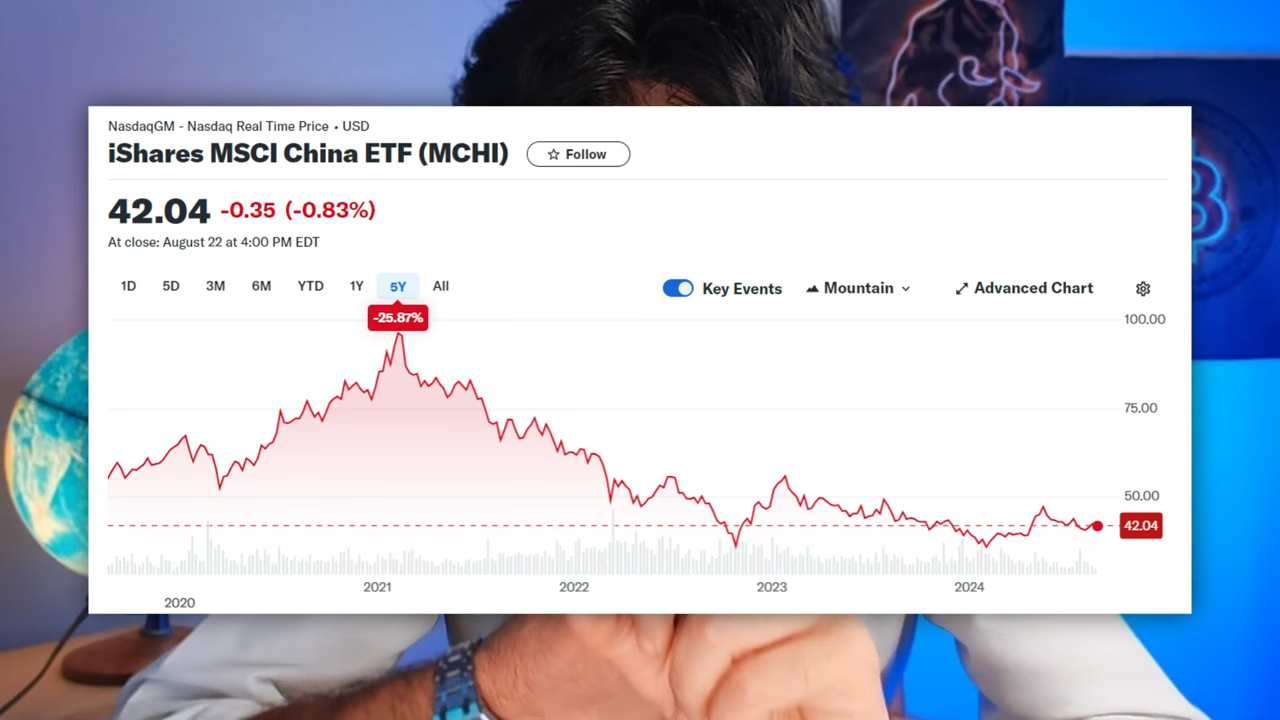 NasdaqGM - Nasdaq Real Time Price • USD
iShares MSCI China ETF (MCHI) ☆ Follow
42.04 -0.35 (-0.83%)
At close: August 22 at 4:00 PM EDT
1D 5D 3M 6M YTD 1Y 5Y All Key Events Mountain Advanced Chart
-25.87%
100.00
75.00
50.00
42.04
2021 2022 2023 2024
2020